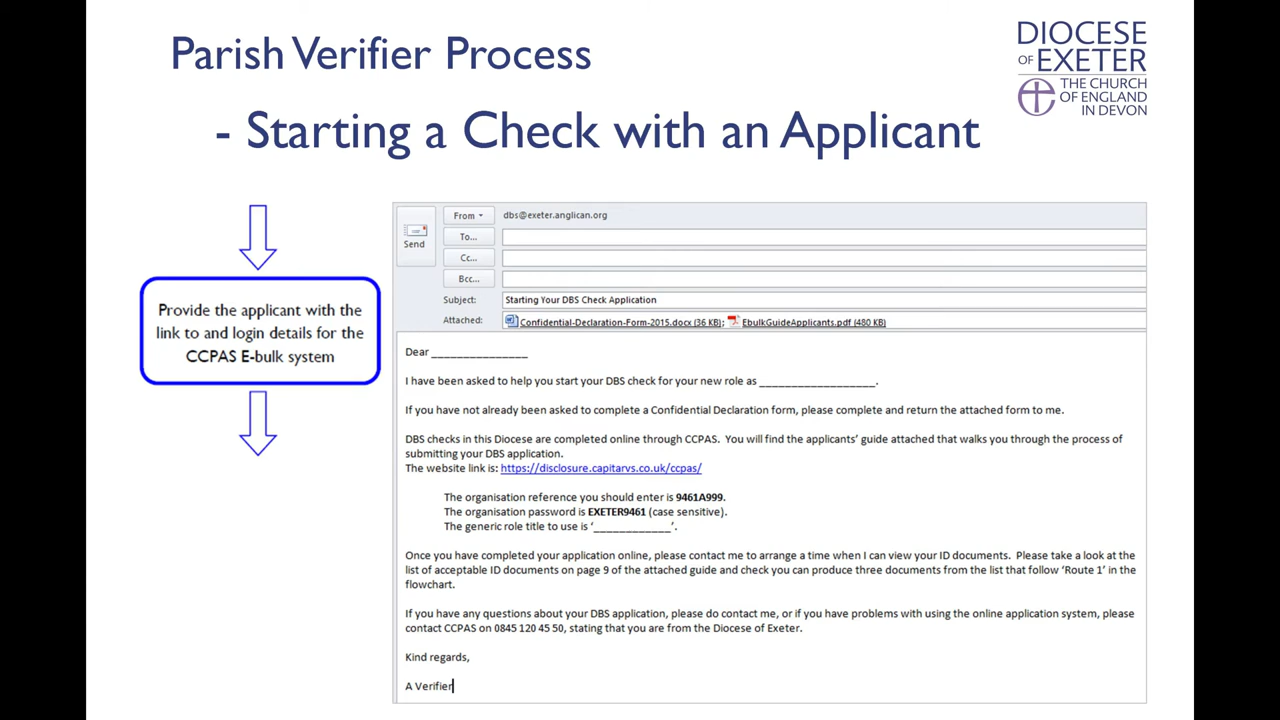 Parish Verifier Process
- Starting a Check with an Applicant
DIOCESE
OF EXETER
THE CHURCH
OF ENGLAND
IN DEVON
Provide the applicant with the
link to and login details for the
CCPAS E-bulk system
Send
From dbs@exeter.anglican.org
To...
Cc...
Bcc...
Subject: Starting Your DBS Check Application
Attached: Confidential-Declaration-Form-2015.docx (36 KB); EbulkGuideApplicants.pdf (480 KB)
Dear ________________
I have been asked to help you start your DBS check for your new role as ___________________.
If you have not already been asked to complete a Confidential Declaration form, please complete and return the attached form to me.
DBS checks in this Diocese are completed online through CCPAS. You will find the applicants' guide attached that walks you through the process of
submitting your DBS application.
The website link is: https://disclosure.capitarvs.co.uk/ccpas/
The organisation reference you should enter is 9461A999.
The organisation password is EXETER9461 (case sensitive).
The generic role title to use is '_____________'.
Once you have completed your application online, please contact me to arrange a time when I can view your ID documents. Please take a look at the
list of acceptable ID documents on page 9 of the attached guide and check you can produce three documents from the list that follow 'Route 1' in the
flowchart.
If you have any questions about your DBS application, please do contact me, or if you have problems with using the online application system, please
contact CCPAS on 0845 120 45 50, stating that you are from the Diocese of Exeter.
Kind regards,
A Verifier